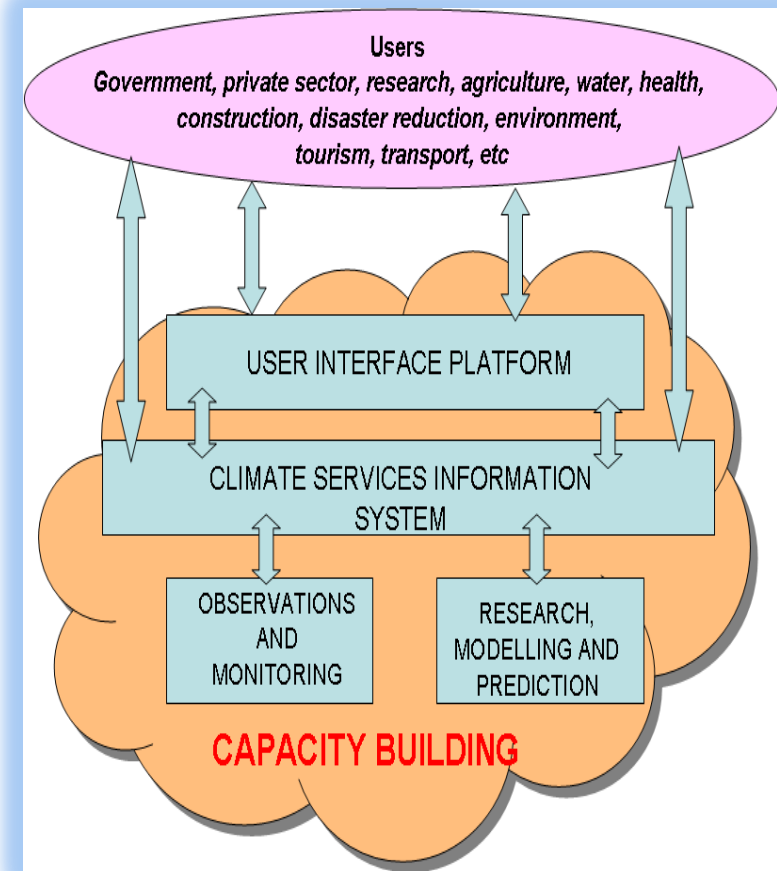 Users
Government, private sector, research, agriculture, water, health,
construction, disaster reduction, environment,
tourism, transport, etc
USER INTERFACE PLATFORM
CLIMATE SERVICES INFORMATION
SYSTEM
OBSERVATIONS
AND
MONITORING
RESEARCH,
MODELLING AND
PREDICTION
CAPACITY BUILDING